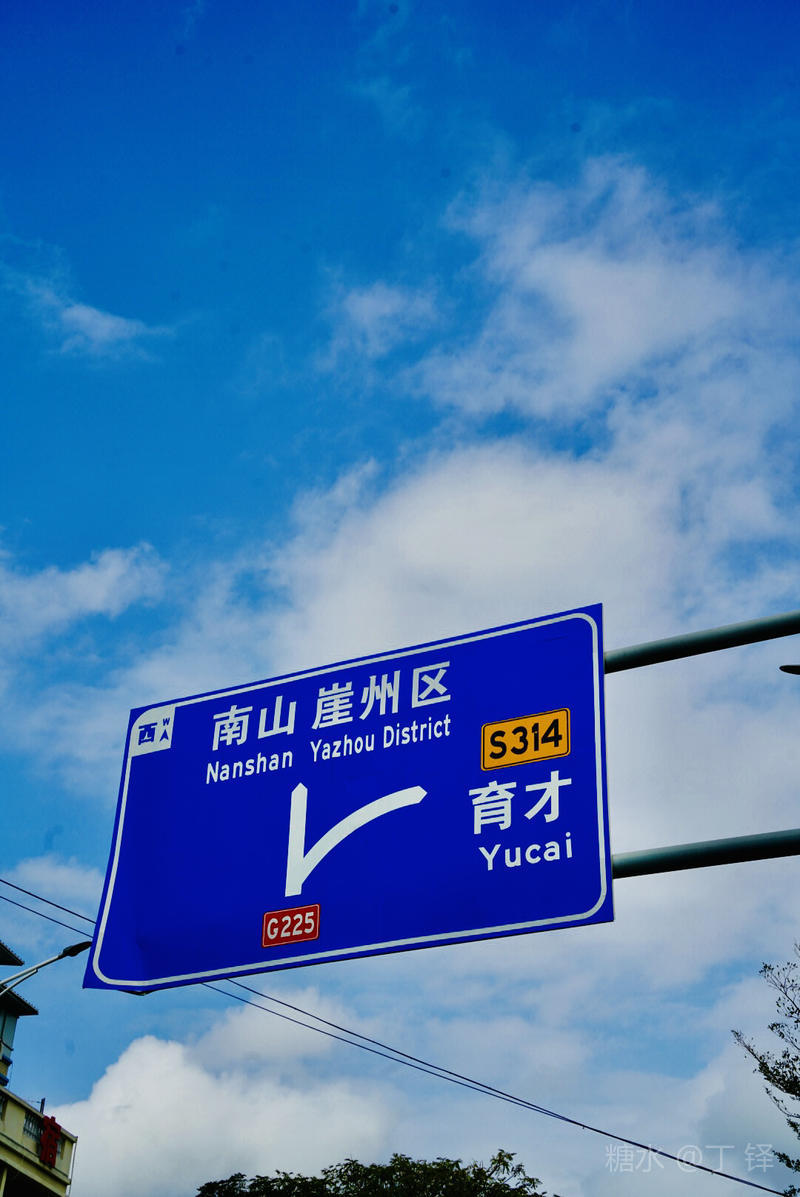 西 W
南山 崖州区
Nanshan Yazhou District
S314
育才
Yucai
G225
糖水 @丁 铎